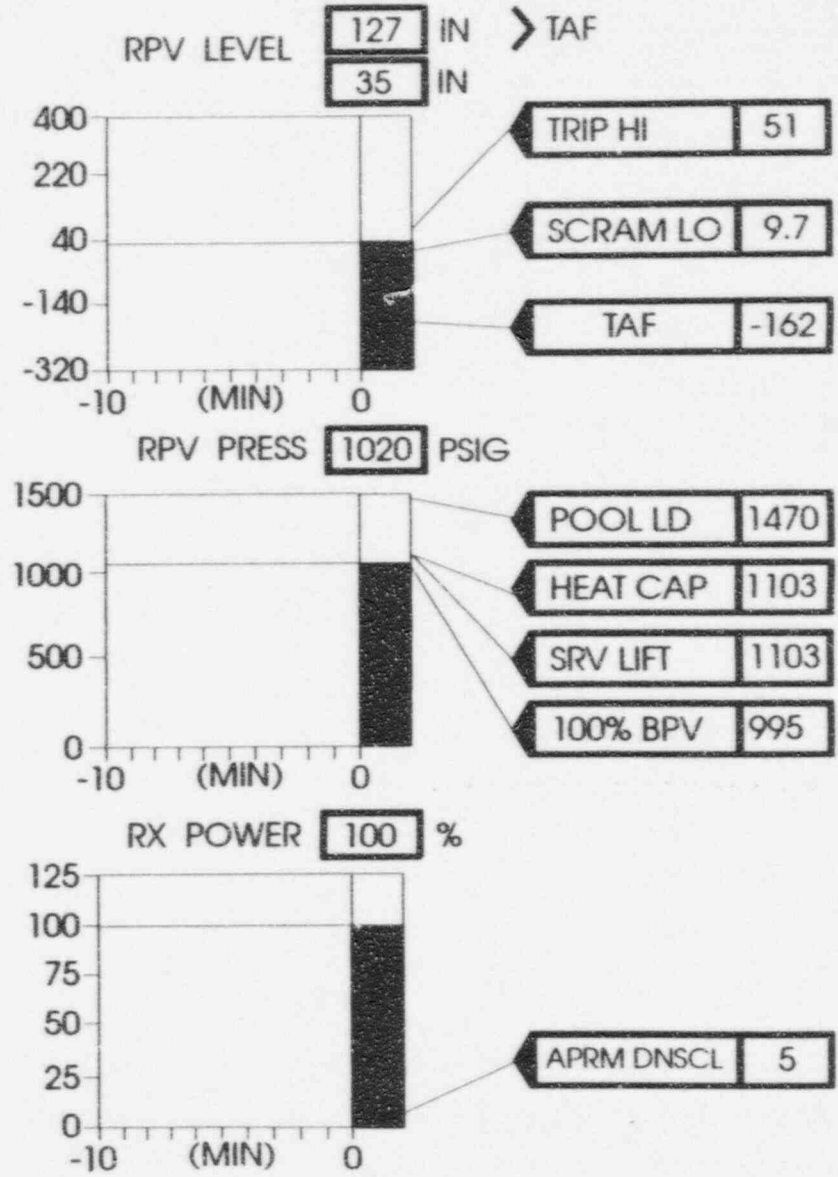 RPV LEVEL 127 IN > TAF
35 IN
400
220
40
-140
-320
-10 (MIN) 0
TRIP HI 51
SCRAM LO 9.7
TAF -162
RPV PRESS 1020 PSIG
1500
1000
500
0
-10 (MIN) 0
POOL LD 1470
HEAT CAP 1103
SRV LIFT 1103
100% BPV 995
RX POWER 100 %
125
100
75
50
25
0
-10 (MIN) 0
APRM DNSCL 5